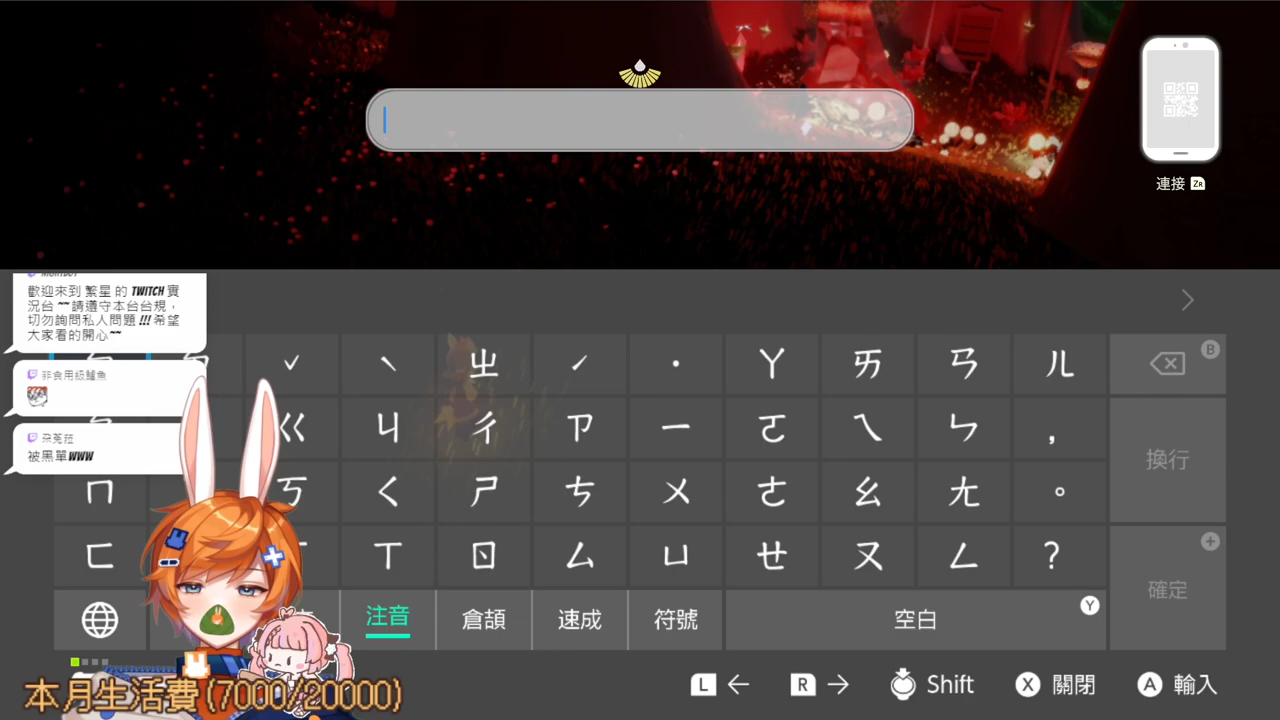 連接 ZR
歡迎來到 繁星 的 TWITCH 實
況台 ~~ 請遵守本台台規，
切勿詢問私人問題 !!! 希望
大家看的開心~~
非食用級鱸魚
朶菟菈
被黑單WWW
ˇ ˋ ㄓ ˊ ˙ ㄚ ㄞ ㄢ ㄦ B
ㄍ ㄐ ㄔ ㄗ ㄧ ㄛ ㄟ ㄣ ，
ㄇ ㄎ ㄑ ㄕ ㄘ ㄨ ㄜ ㄠ ㄤ 。 換行
ㄈ ㄒ ㄖ ㄙ ㄩ ㄝ ㄡ ㄥ ？ 確定
注音 倉頡 速成 符號 空白 Y
L ← R → Shift X 關閉 A 輸入
本月生活費(7000/20000)